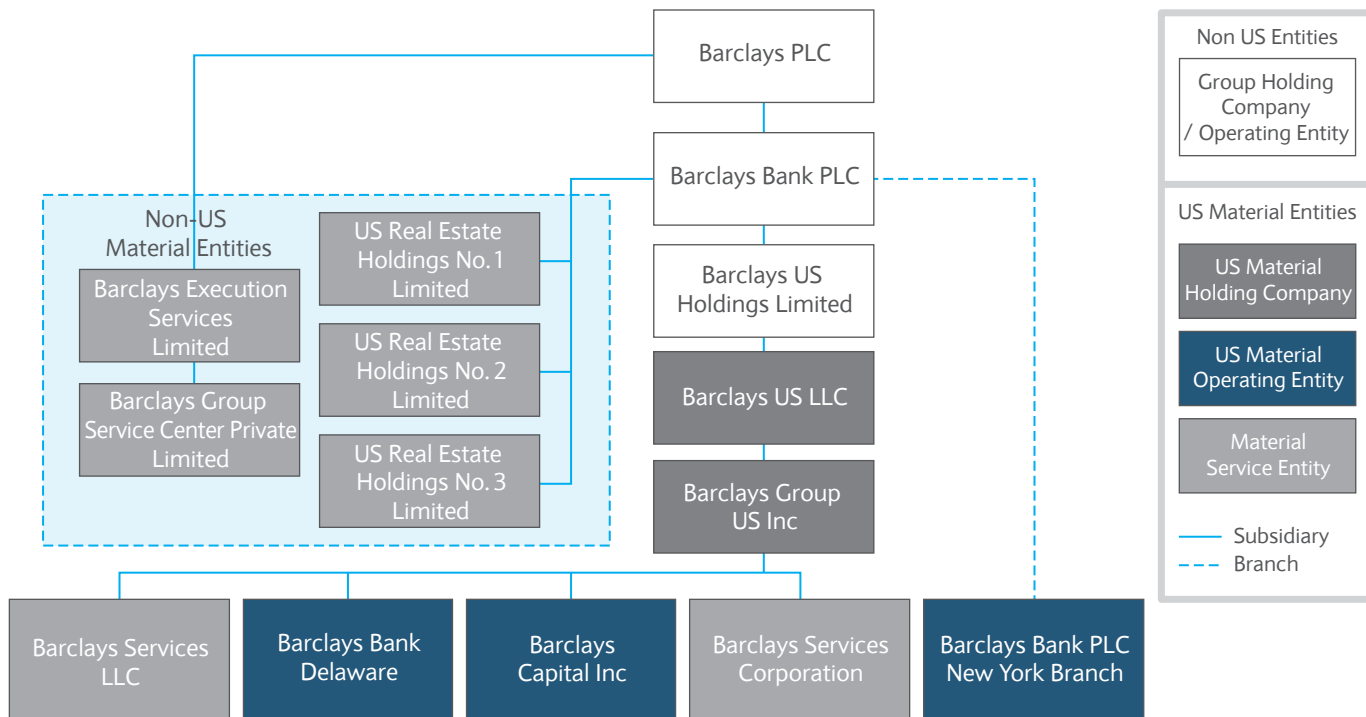 Barclays PLC
Barclays Bank PLC
Non-US
Material Entities
Barclays Execution
Services
Limited
Barclays Group
Service Center Private
Limited
US Real Estate
Holdings No. 1
Limited
US Real Estate
Holdings No. 2
Limited
US Real Estate
Holdings No. 3
Limited
Barclays US
Holdings Limited
Barclays US LLC
Barclays Group
US Inc
Barclays Services
LLC
Barclays Bank
Delaware
Barclays
Capital Inc
Barclays Services
Corporation
Barclays Bank PLC
New York Branch
Non US Entities
Group Holding
Company
/ Operating Entity
US Material Entities
US Material
Holding Company
US Material
Operating Entity
Material
Service Entity
Subsidiary
Branch